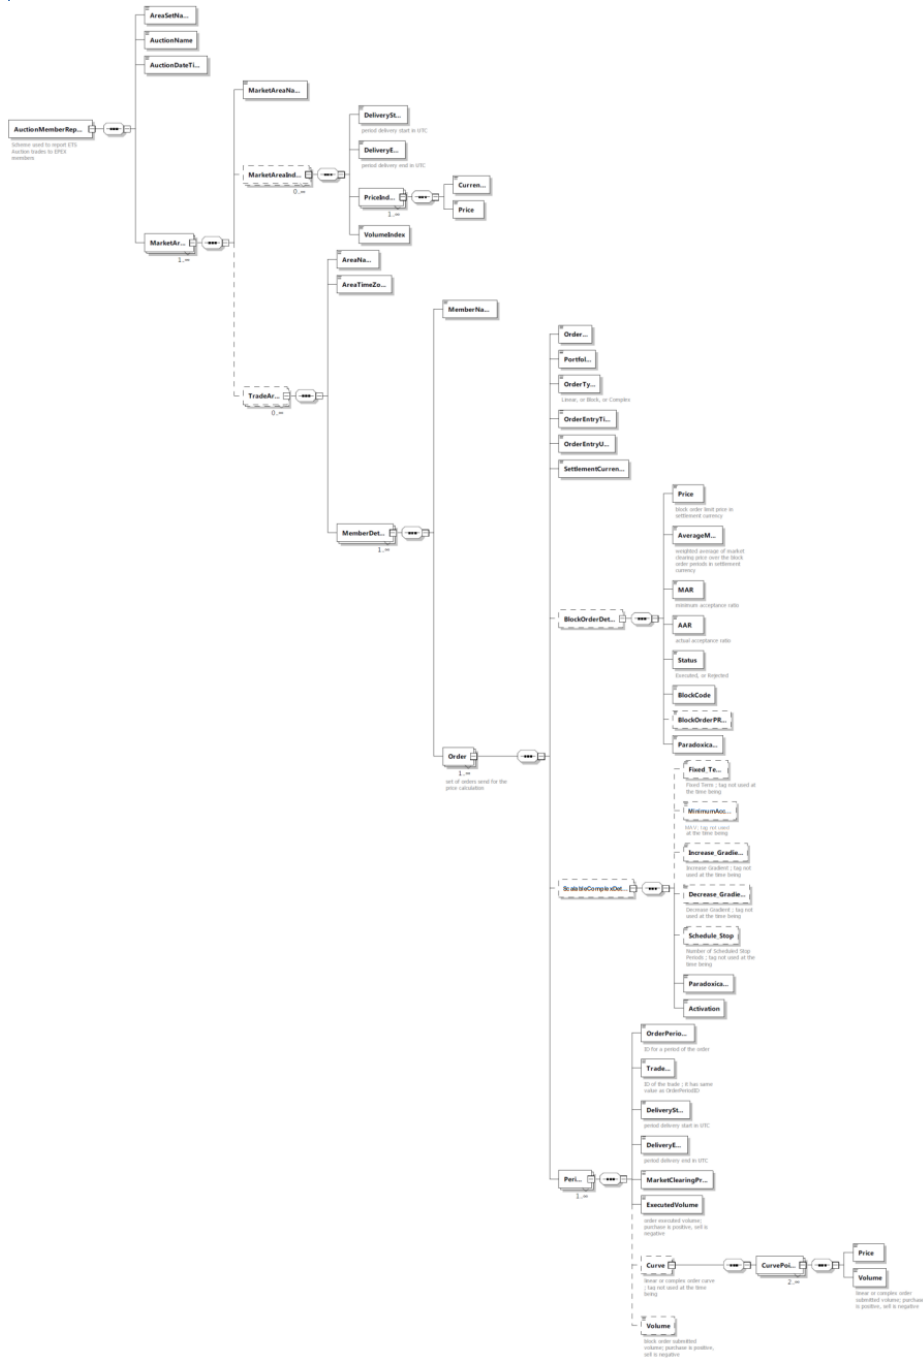 AreaSetNa...
AuctionName
AuctionDateTi...
MarketAreaNa...
DeliverySt...
period delivery start in UTC
AuctionMemberRep...
Scheme used to report ETS
Auction trades to EPEX
members
DeliveryE...
period delivery end in UTC
MarketAreaInd...
0..∞
Curren...
PriceInd...
1..∞
Price
VolumeIndex
MarketAr...
1..∞
AreaNa...
AreaTimeZo...
MemberNa...
Order...
Portfol...
OrderTy...
Linear, or Block, or Complex
TradeAr...
0..∞
OrderEntryTi...
OrderEntryU...
SettlementCurren...
Price
block order limit price in
settlement currency
MemberDet...
1..∞
AverageM...
weighted average of market
clearing price over the block
order periods in settlement
currency
MAR
minimum acceptance ratio
BlockOrderDet...
AAR
actual acceptance ratio
Status
Executed, or Rejected
BlockCode
BlockOrderPR...
Paradoxica...
Order
1..∞
set of orders send for the
price calculation
Fixed_Te...
Fixed Term ; tag not used at
the time being
MinimumAcc...
MAV; tag not used
at the time being
Increase_Gradie...
Increase Gradient ; tag not
used at the time being
ScalableComplexDet...
Decrease_Gradie...
Decrease Gradient ; tag not
used at the time being
Schedule_Stop
Number of Scheduled Stop
Periods ; tag not used at the
time being
Paradoxica...
Activation
OrderPerio...
ID for a period of the order
Trade...
ID of the trade ; it has same
value as OrderPeriodID
DeliverySt...
period delivery start in UTC
DeliveryE...
period delivery end in UTC
Peri...
1..∞
MarketClearingPr...
ExecutedVolume
order executed volume;
purchase is positive, sell is
negative
Price
Curve
linear or complex order curve
; tag not used at the time
being
CurvePoi...
2..∞
Volume
linear or complex order
submitted volume; purchase
is positive, sell is negative
Volume
block order submitted
volume; purchase is positive,
sell is negative